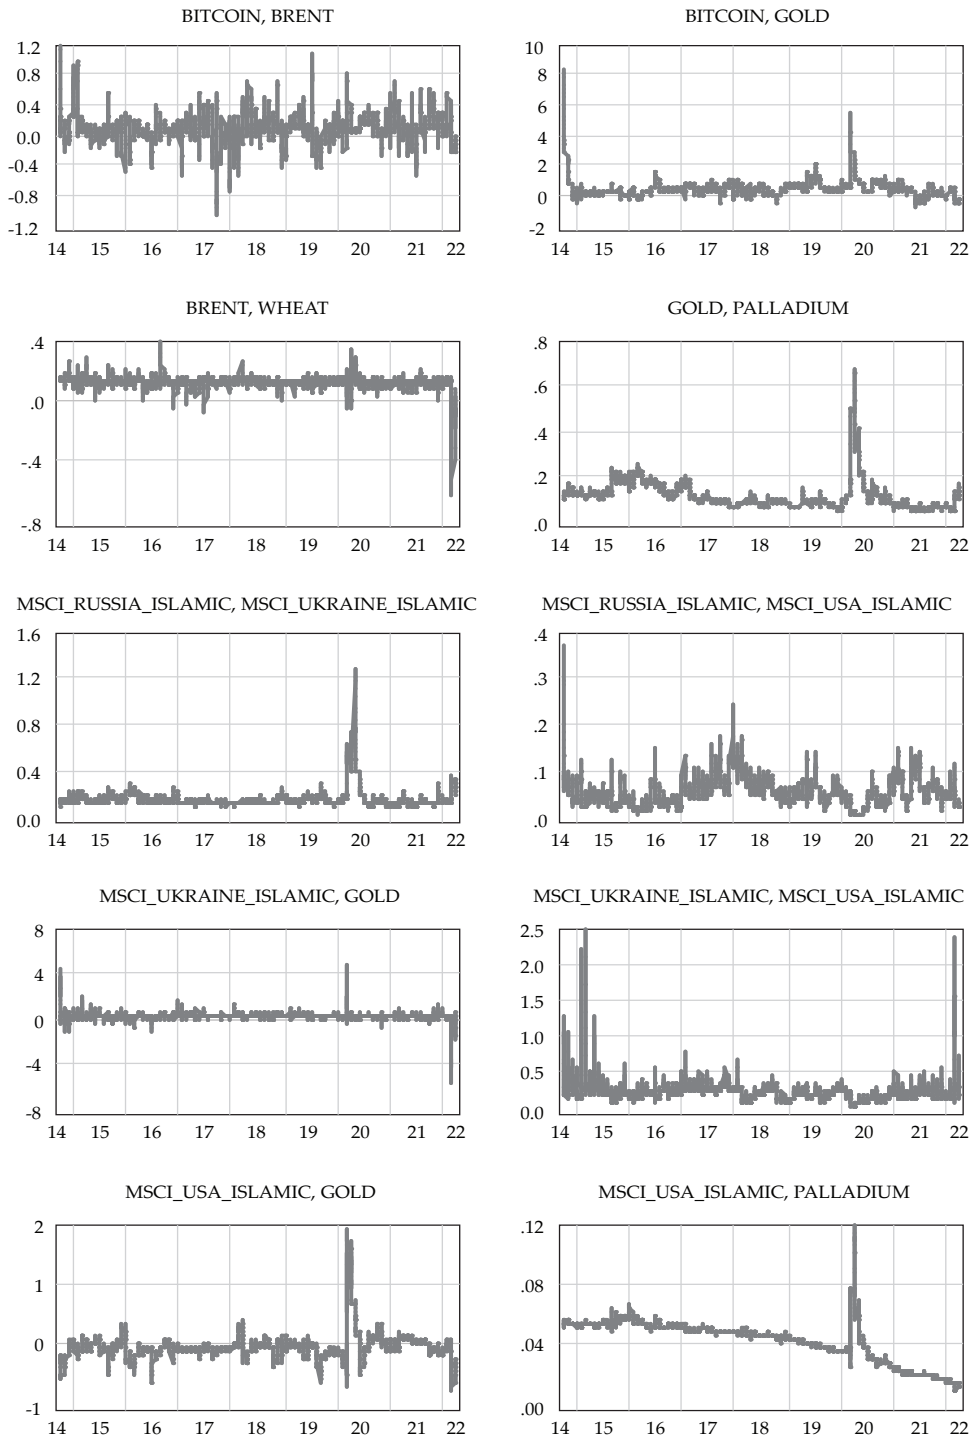 BITCOIN, BRENT
1.2
0.8
0.4
0.0
-0.4
-0.8
-1.2
14 15 16 17 18 19 20 21 22
BITCOIN, GOLD
10
8
6
4
2
0
-2
14 15 16 17 18 19 20 21 22
BRENT, WHEAT
.4
.0
-.4
-.8
14 15 16 17 18 19 20 21 22
GOLD, PALLADIUM
.8
.6
.4
.2
.0
14 15 16 17 18 19 20 21 22
MSCI_RUSSIA_ISLAMIC, MSCI_UKRAINE_ISLAMIC
1.6
1.2
0.8
0.4
0.0
14 15 16 17 18 19 20 21 22
MSCI_RUSSIA_ISLAMIC, MSCI_USA_ISLAMIC
.4
.3
.2
.1
.0
14 15 16 17 18 19 20 21 22
MSCI_UKRAINE_ISLAMIC, GOLD
8
4
0
-4
-8
14 15 16 17 18 19 20 21 22
MSCI_UKRAINE_ISLAMIC, MSCI_USA_ISLAMIC
2.5
2.0
1.5
1.0
0.5
0.0
14 15 16 17 18 19 20 21 22
MSCI_USA_ISLAMIC, GOLD
2
1
0
-1
14 15 16 17 18 19 20 21 22
MSCI_USA_ISLAMIC, PALLADIUM
.12
.08
.04
.00
14 15 16 17 18 19 20 21 22